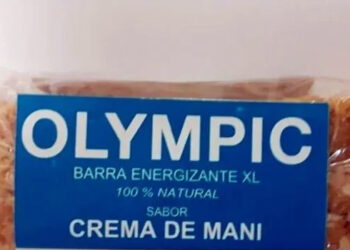 OLYMPIC
BARRA ENERGIZANTE XL
100 % NATURAL
SABOR
CREMA DE MANI